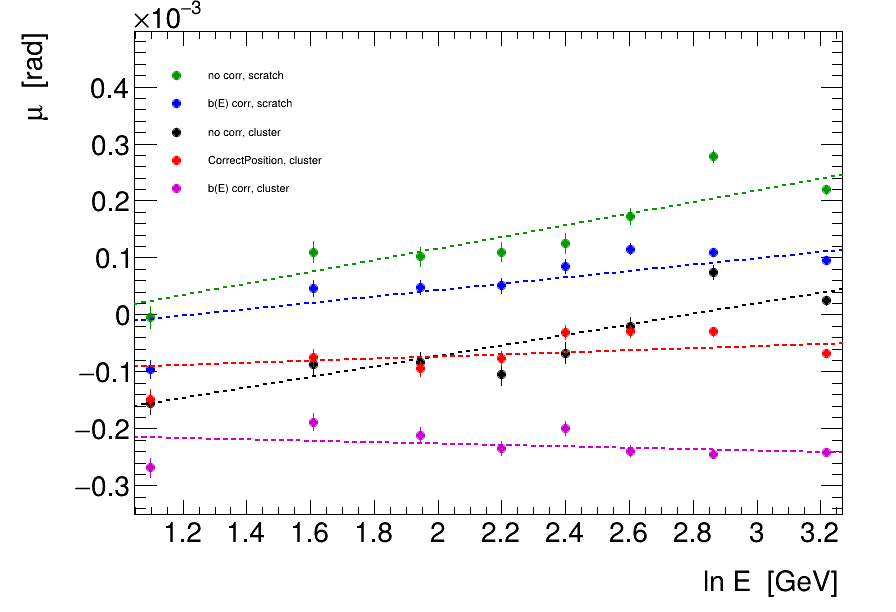 ×10⁻³
μ [rad]
0.4
0.3
0.2
0.1
0
−0.1
−0.2
−0.3
no corr, scratch
b(E) corr, scratch
no corr, cluster
CorrectPosition, cluster
b(E) corr, cluster
1.2 1.4 1.6 1.8 2 2.2 2.4 2.6 2.8 3 3.2
ln E [GeV]